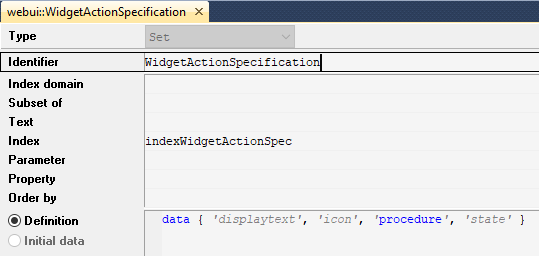 webui::WidgetActionSpecification ×
Type Set
Identifier WidgetActionSpecification
Index domain
Subset of
Text
Index indexWidgetActionSpec
Parameter
Property
Order by
Definition data { 'displaytext', 'icon', 'procedure', 'state' }
Initial data